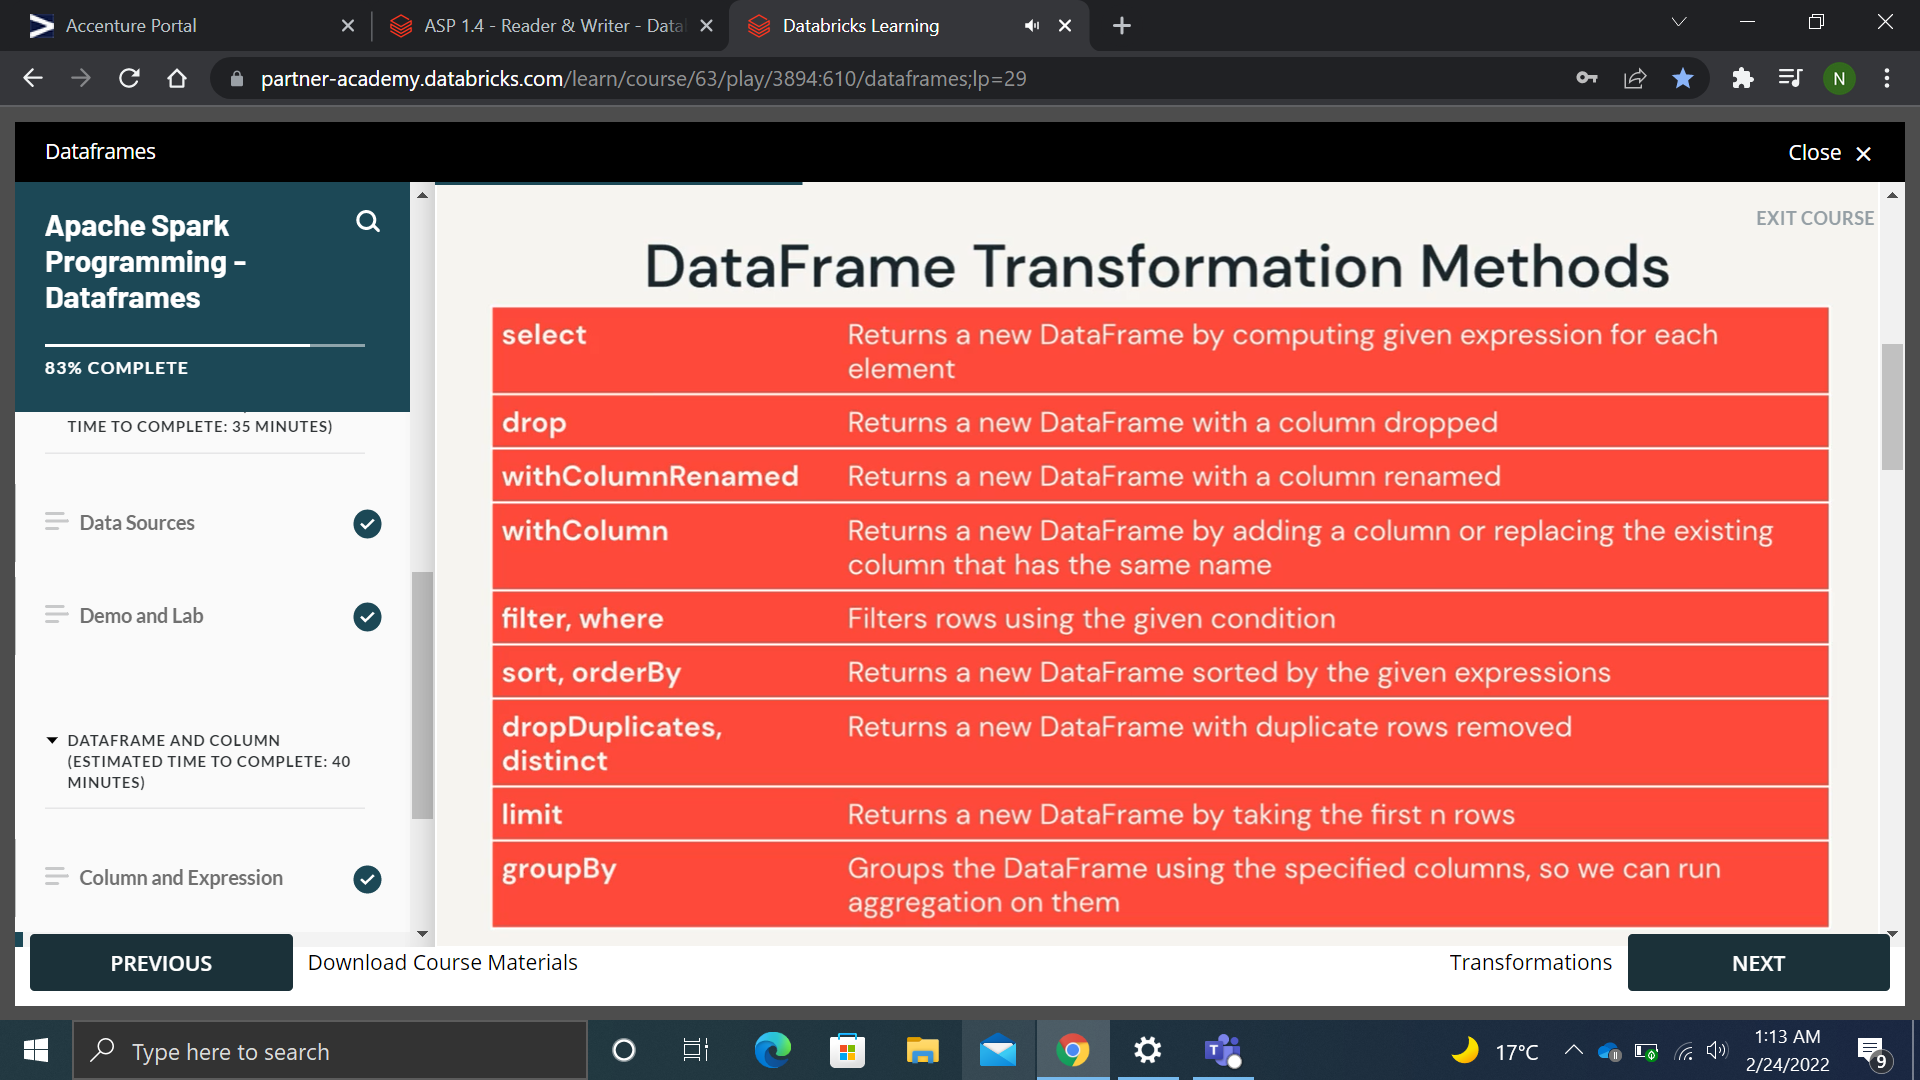 Accenture Portal
ASP 1.4 - Reader & Writer - Data
Databricks Learning
partner-academy.databricks.com/learn/course/63/play/3894:610/dataframes;lp=29
N
Dataframes
Close
Apache Spark
Programming -
Dataframes
83% COMPLETE
TIME TO COMPLETE: 35 MINUTES)
Data Sources
Demo and Lab
DATAFRAME AND COLUMN
(ESTIMATED TIME TO COMPLETE: 40
MINUTES)
Column and Expression
EXIT COURSE
DataFrame Transformation Methods
select
Returns a new DataFrame by computing given expression for each
element
drop
Returns a new DataFrame with a column dropped
withColumnRenamed
Returns a new DataFrame with a column renamed
withColumn
Returns a new DataFrame by adding a column or replacing the existing
column that has the same name
filter, where
Filters rows using the given condition
sort, orderBy
Returns a new DataFrame sorted by the given expressions
dropDuplicates,
distinct
Returns a new DataFrame with duplicate rows removed
limit
Returns a new DataFrame by taking the first n rows
groupBy
Groups the DataFrame using the specified columns, so we can run
aggregation on them
PREVIOUS
Download Course Materials
Transformations
NEXT
Type here to search
T
17°C
1:13 AM
2/24/2022
9